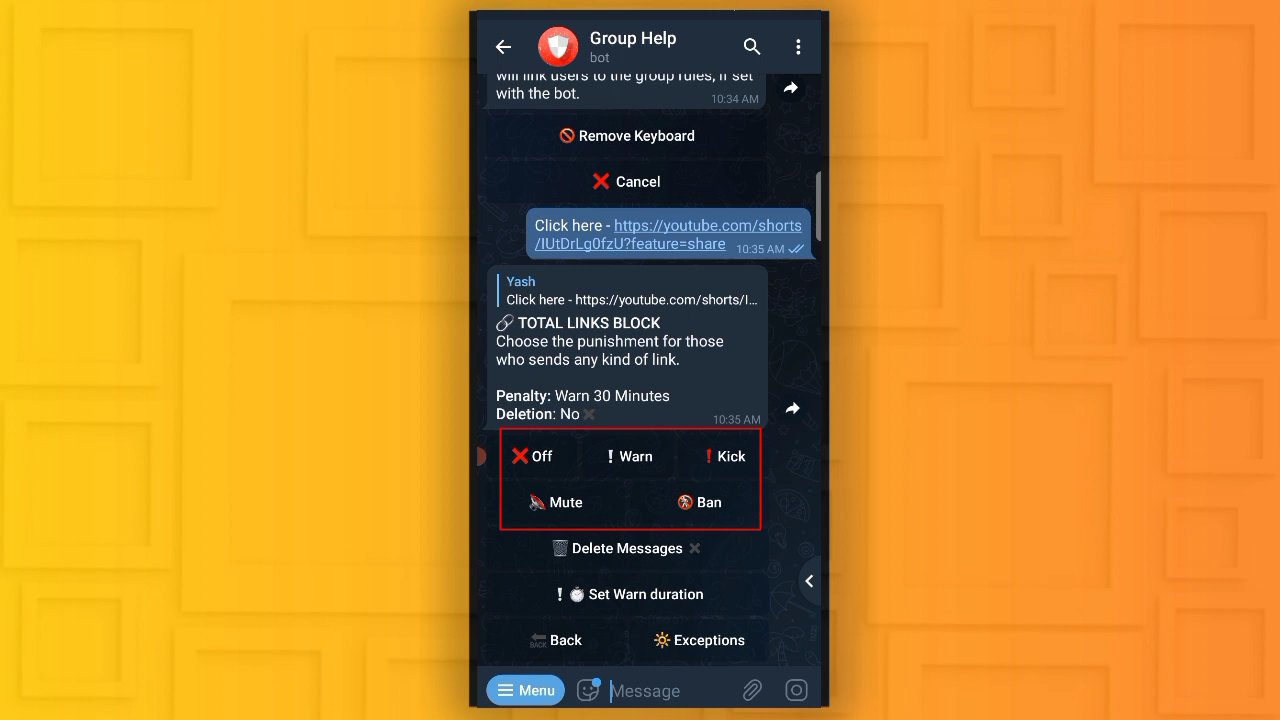 Group Help
bot
will link users to the group rules, if set
with the bot.
10:34 AM
Remove Keyboard
Cancel
Click here - https://youtube.com/shorts
/IUtDrLg0fzU?feature=share
10:35 AM
Yash
Click here - https://youtube.com/shorts/I...
TOTAL LINKS BLOCK
Choose the punishment for those
who sends any kind of link.
Penalty: Warn 30 Minutes
Deletion: No
10:35 AM
Off Warn Kick
Mute Ban
Delete Messages
Set Warn duration
BACK Back Exceptions
Menu Message